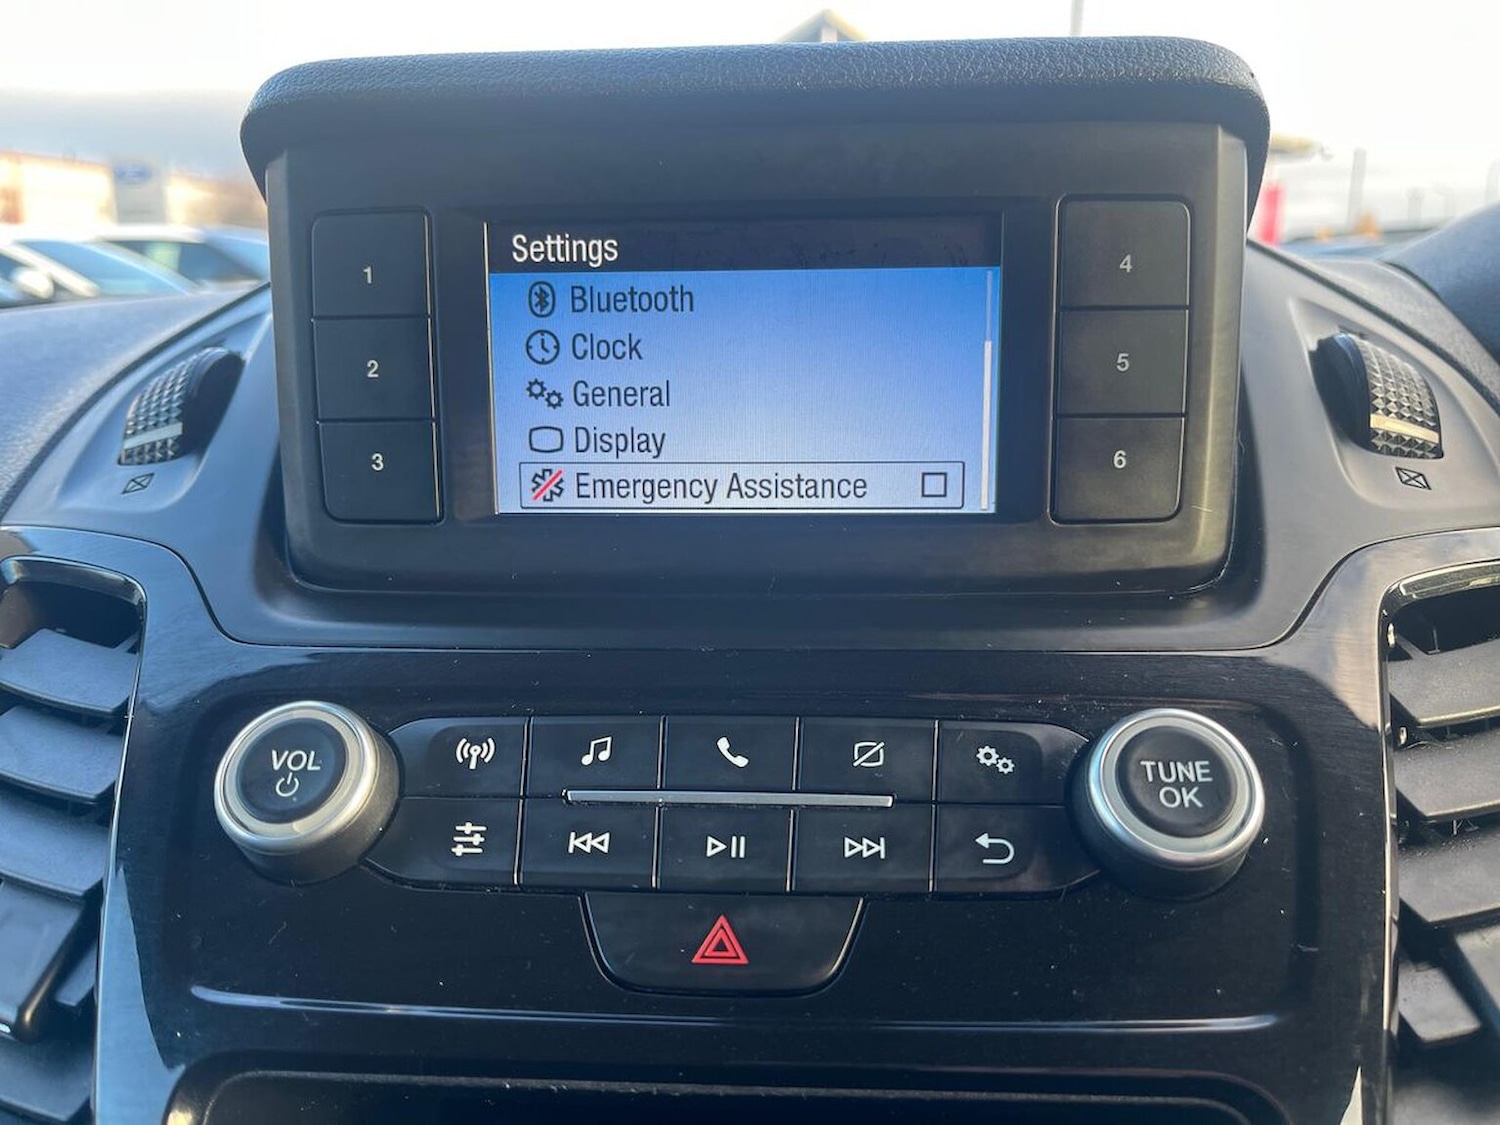 Settings
Bluetooth
Clock
General
Display
Emergency Assistance
1
2
3
4
5
6
VOL
TUNE
OK